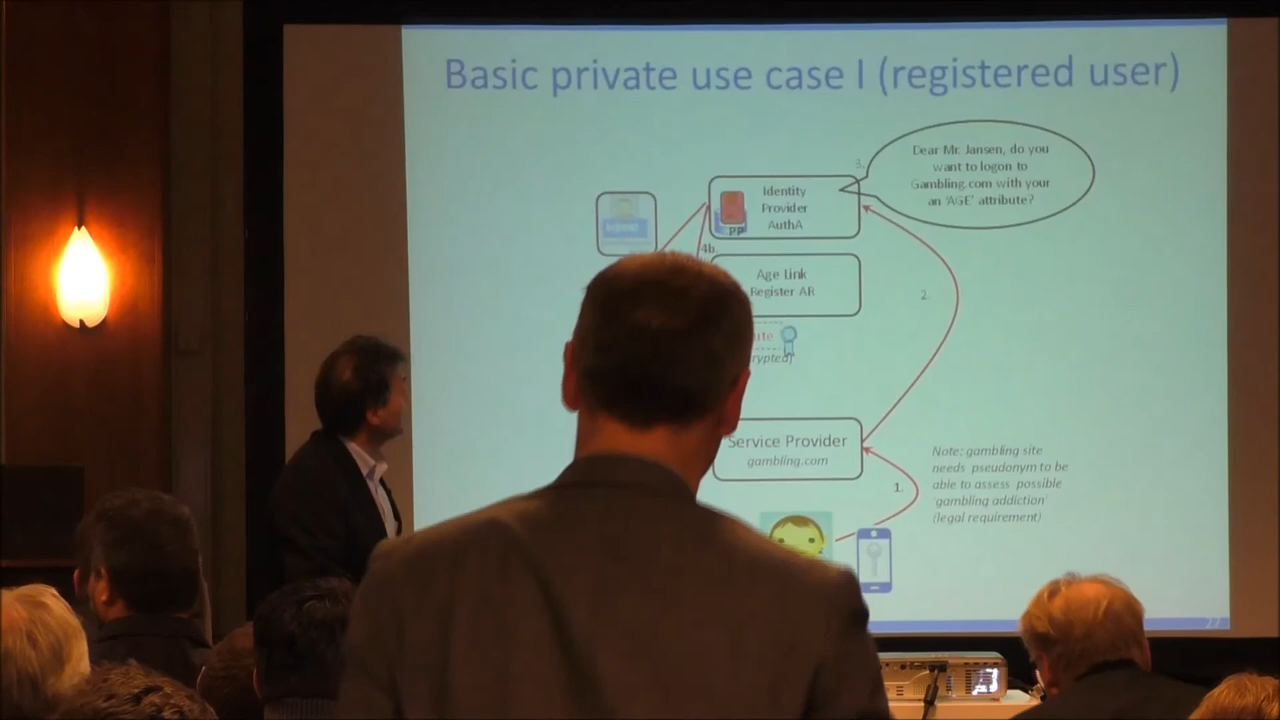 Basic private use case I (registered user)
3.
Dear Mr. Jansen, do you
want to logon to
Gambling.com with your
an 'AGE' attribute?
Identity
Provider
AuthA
PP
4b.
Age Link
Register AR
2.
Service Provider
gambling.com
1.
Note: gambling site
needs pseudonym to be
able to assess possible
'gambling addiction'
(legal requirement)
27